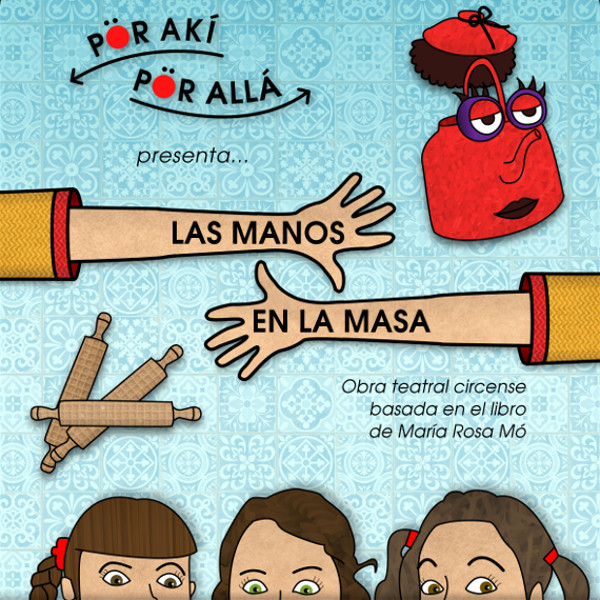 PÖR AKÍ
PÖR ALLÁ
presenta...
LAS MANOS
EN LA MASA
Obra teatral circense
basada en el libro
de María Rosa Mó